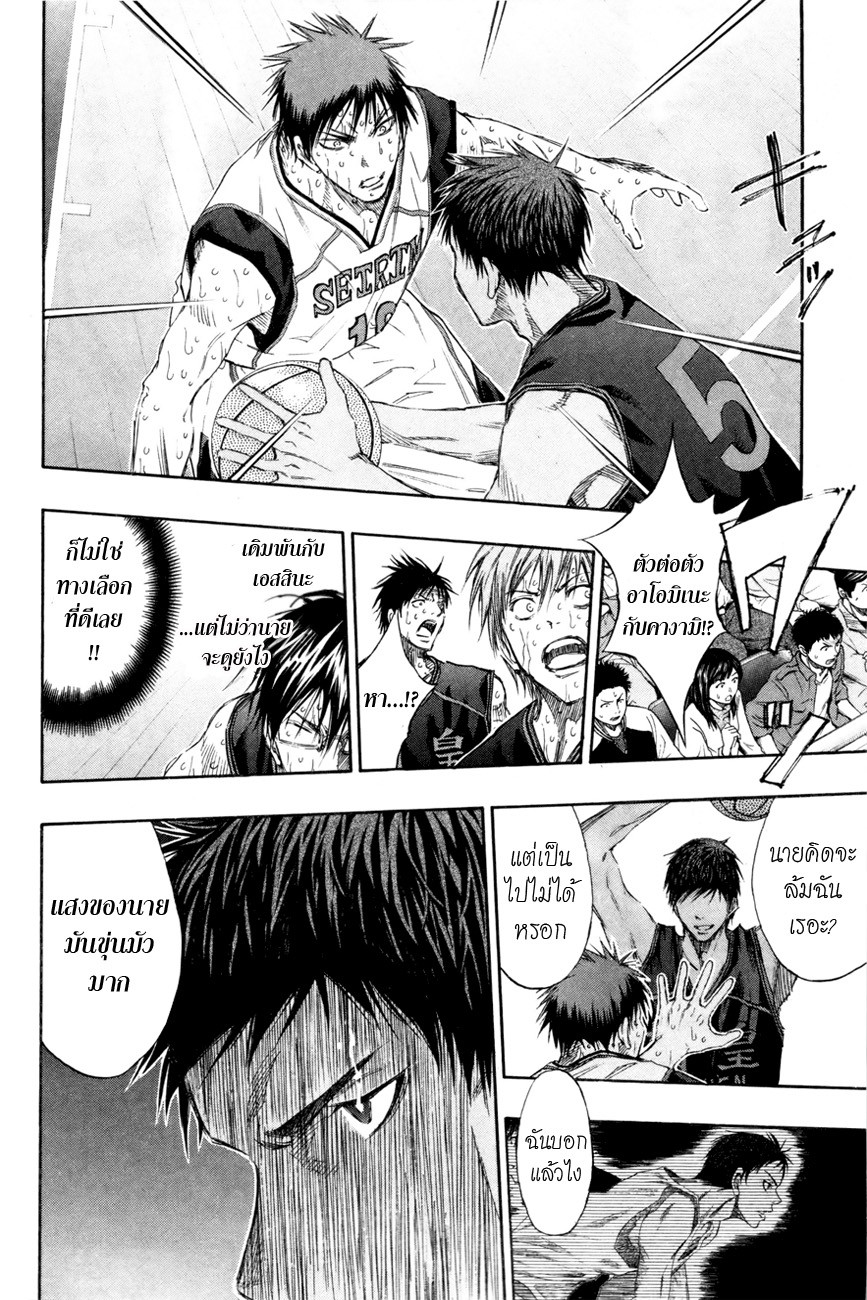 SEIRIN
10
5
ตัวต่อตัว
อาโอมิเนะ
กับคางามิ!?
หา...!?
เดิมพันกับ
เอสสินะ
...แต่ไม่ว่านาย
จะดูยังไง
ก็ไม่ใช่
ทางเลือก
ที่ดีเลย
!!
นายคิดจะ
ล้มฉัน
เรอะ?
แต่เป็น
ไปไม่ได้
หรอก
皇
ฉันบอก
แล้วไง
แสงของนาย
มันขุ่นมัว
มาก